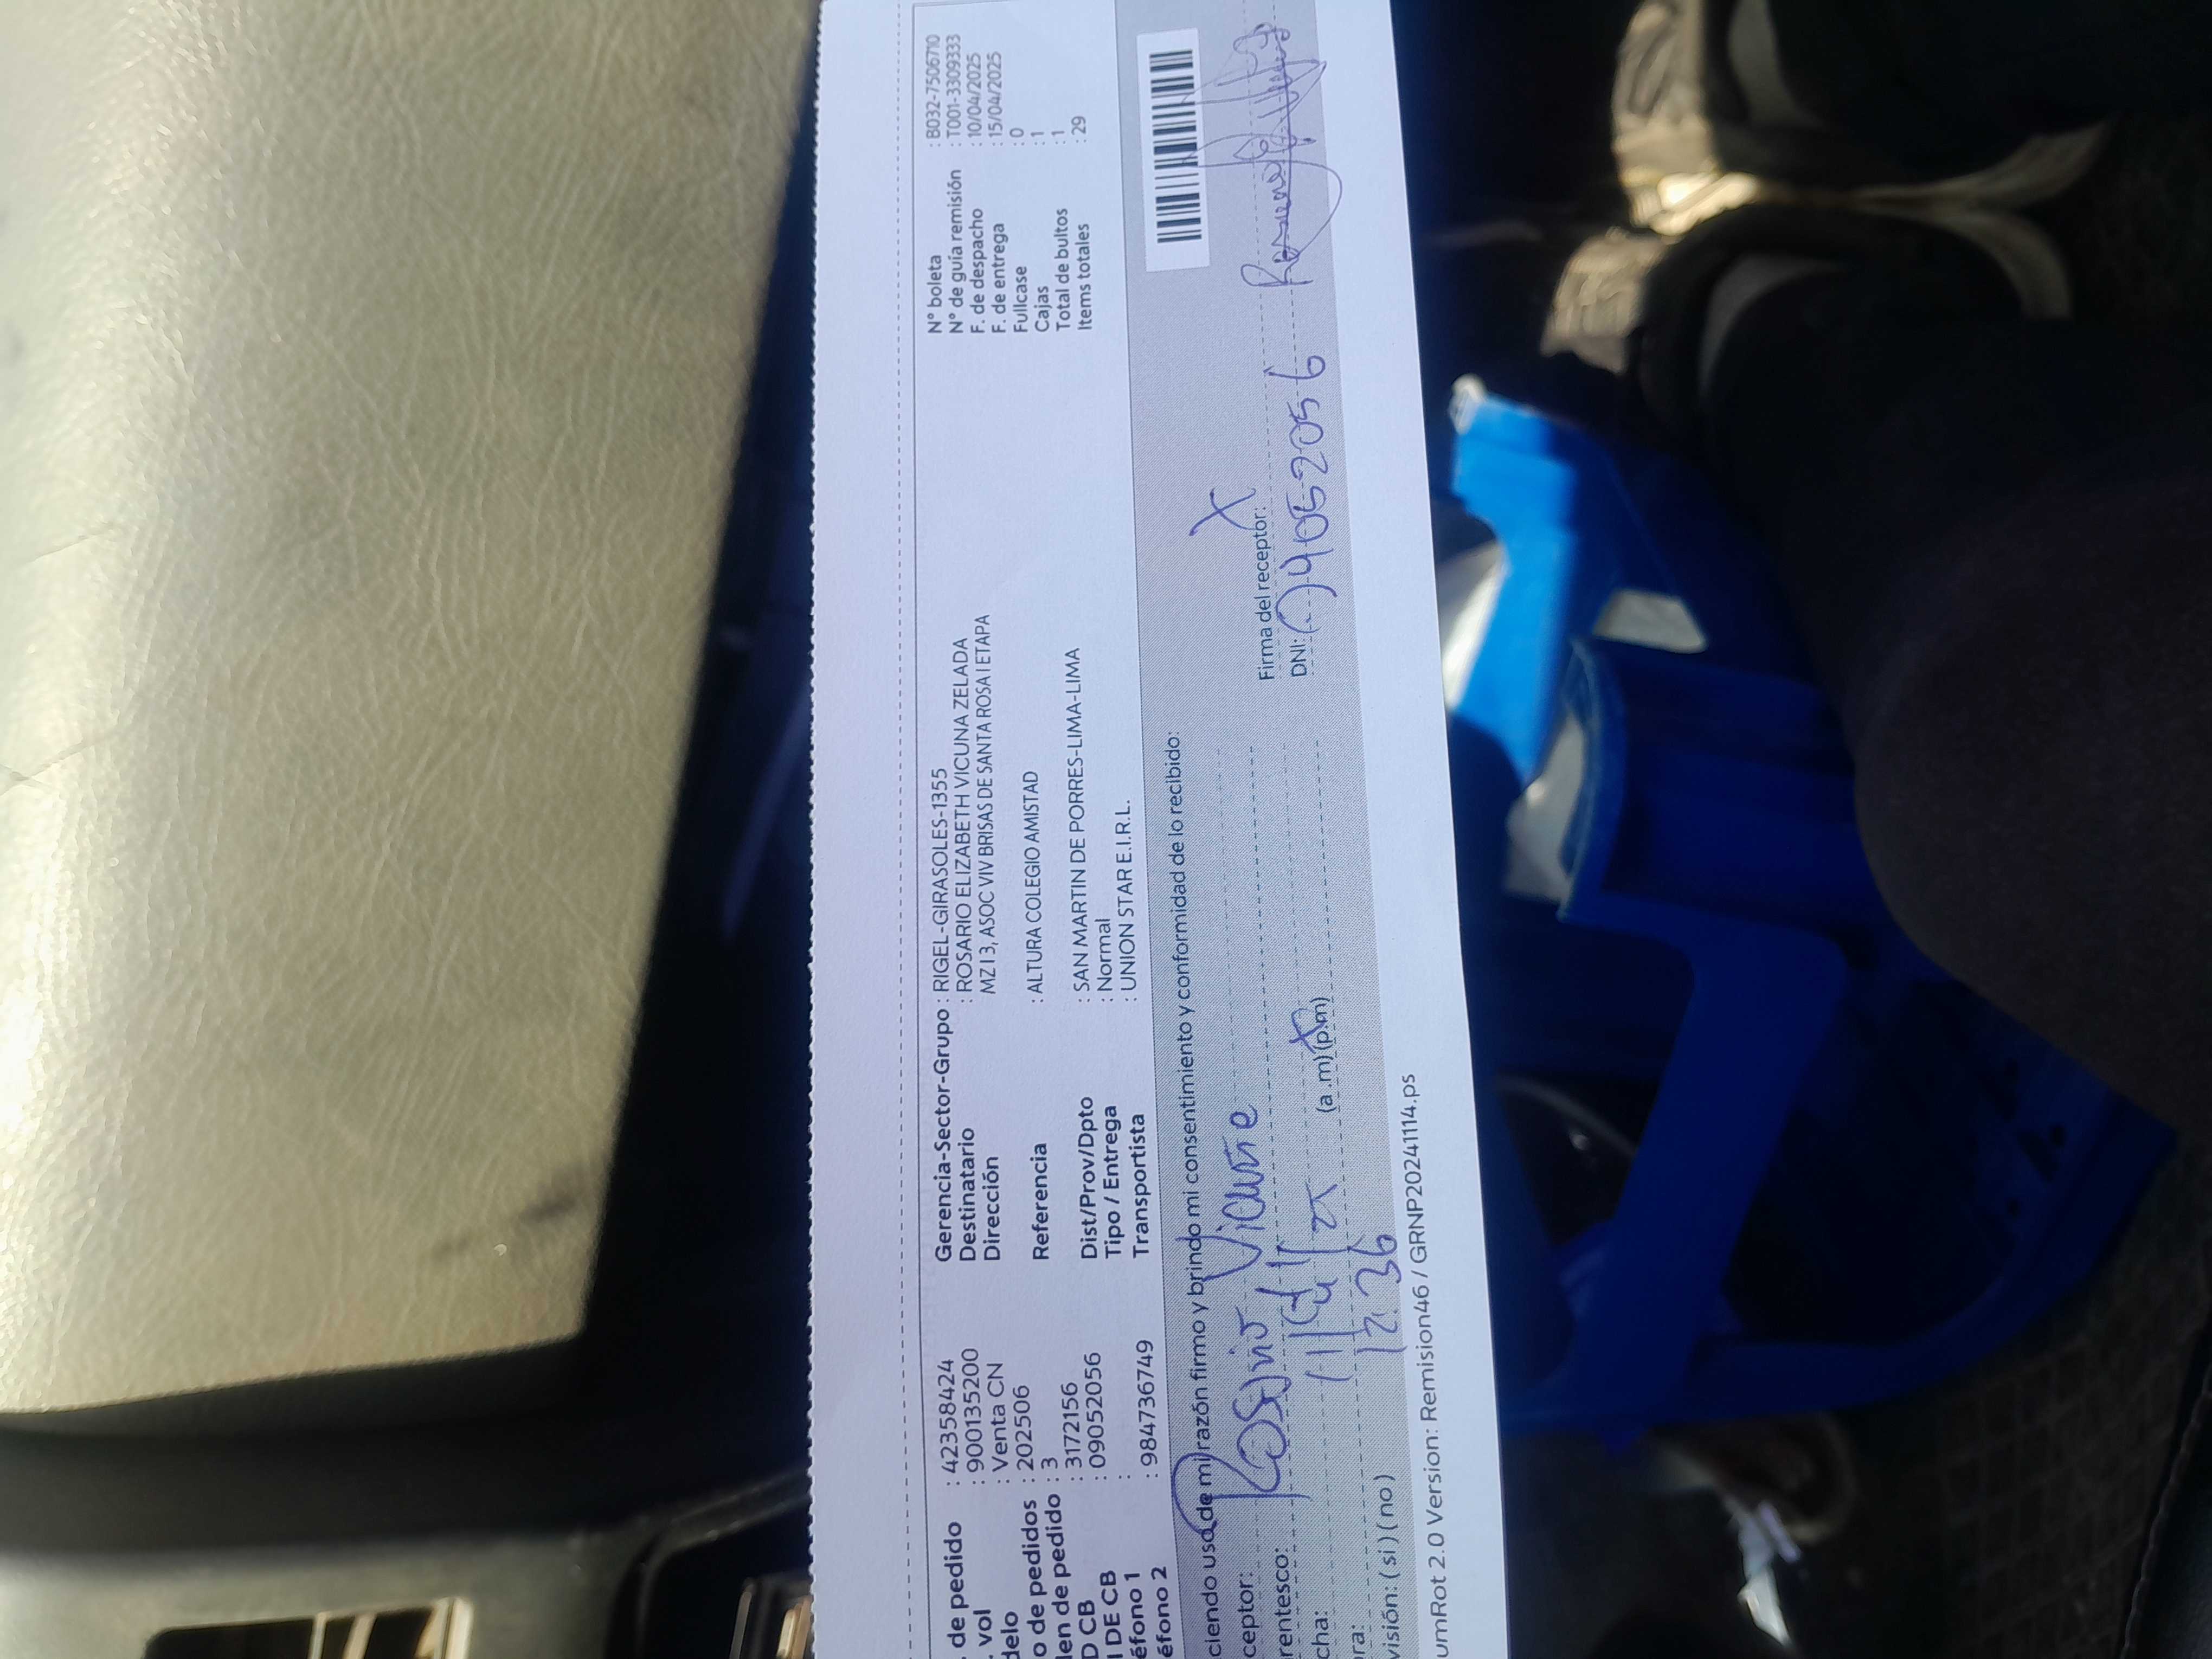 . de pedido : 42358424
. vol : 900135200
delo : Venta CN
o de pedidos : 202506
den de pedido : 3
D CB : 3172156
I DE CB : 09052056
éfono 1 :
éfono 2 : 984736749
Gerencia-Sector-Grupo : RIGEL-GIRASOLES-1355
Destinatario : ROSARIO ELIZABETH VICUNA ZELADA
Dirección MZ I 3, ASOC VIV BRISAS DE SANTA ROSA I ETAPA
Referencia : ALTURA COLEGIO AMISTAD
Dist/Prov/Dpto : SAN MARTIN DE PORRES-LIMA-LIMA
Tipo / Entrega : Normal
Transportista : UNION STAR E.I.R.L.
N° boleta : B032-7506710
N° de guía remisión : T001-3309333
F. de despacho : 10/04/2025
F. de entrega : 15/04/2025
Fullcase : 0
Cajas : 1
Total de bultos : 1
Items totales : 29
ciendo uso de mi razón firmo y brindo mi consentimiento y conformidad de lo recibido:
ceptor: Rosario Vicuñe
rentesco:
cha:
ora: 12:36 (a.m) (p.m)
visión: ( si ) ( no )
X
Firma del receptor:
DNI:
umRot 2.0 Version: Remision46 / GRNP20241114.ps